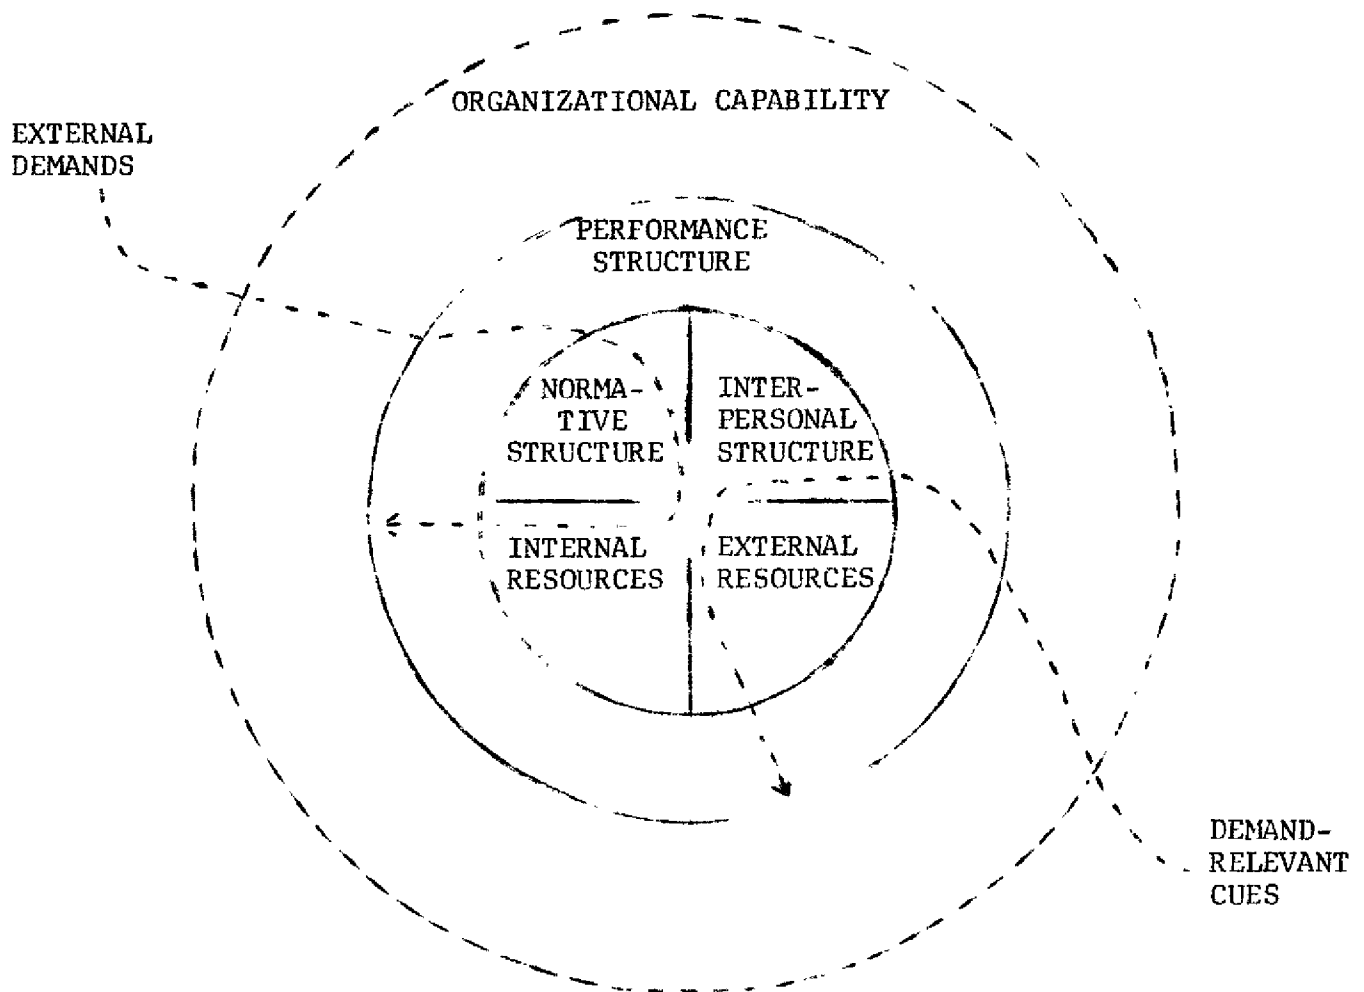 ORGANIZATIONAL CAPABILITY
EXTERNAL
DEMANDS
PERFORMANCE
STRUCTURE
NORMA-
TIVE
STRUCTURE
INTER-
PERSONAL
STRUCTURE
INTERNAL
RESOURCES
EXTERNAL
RESOURCES
DEMAND-
RELEVANT
CUES